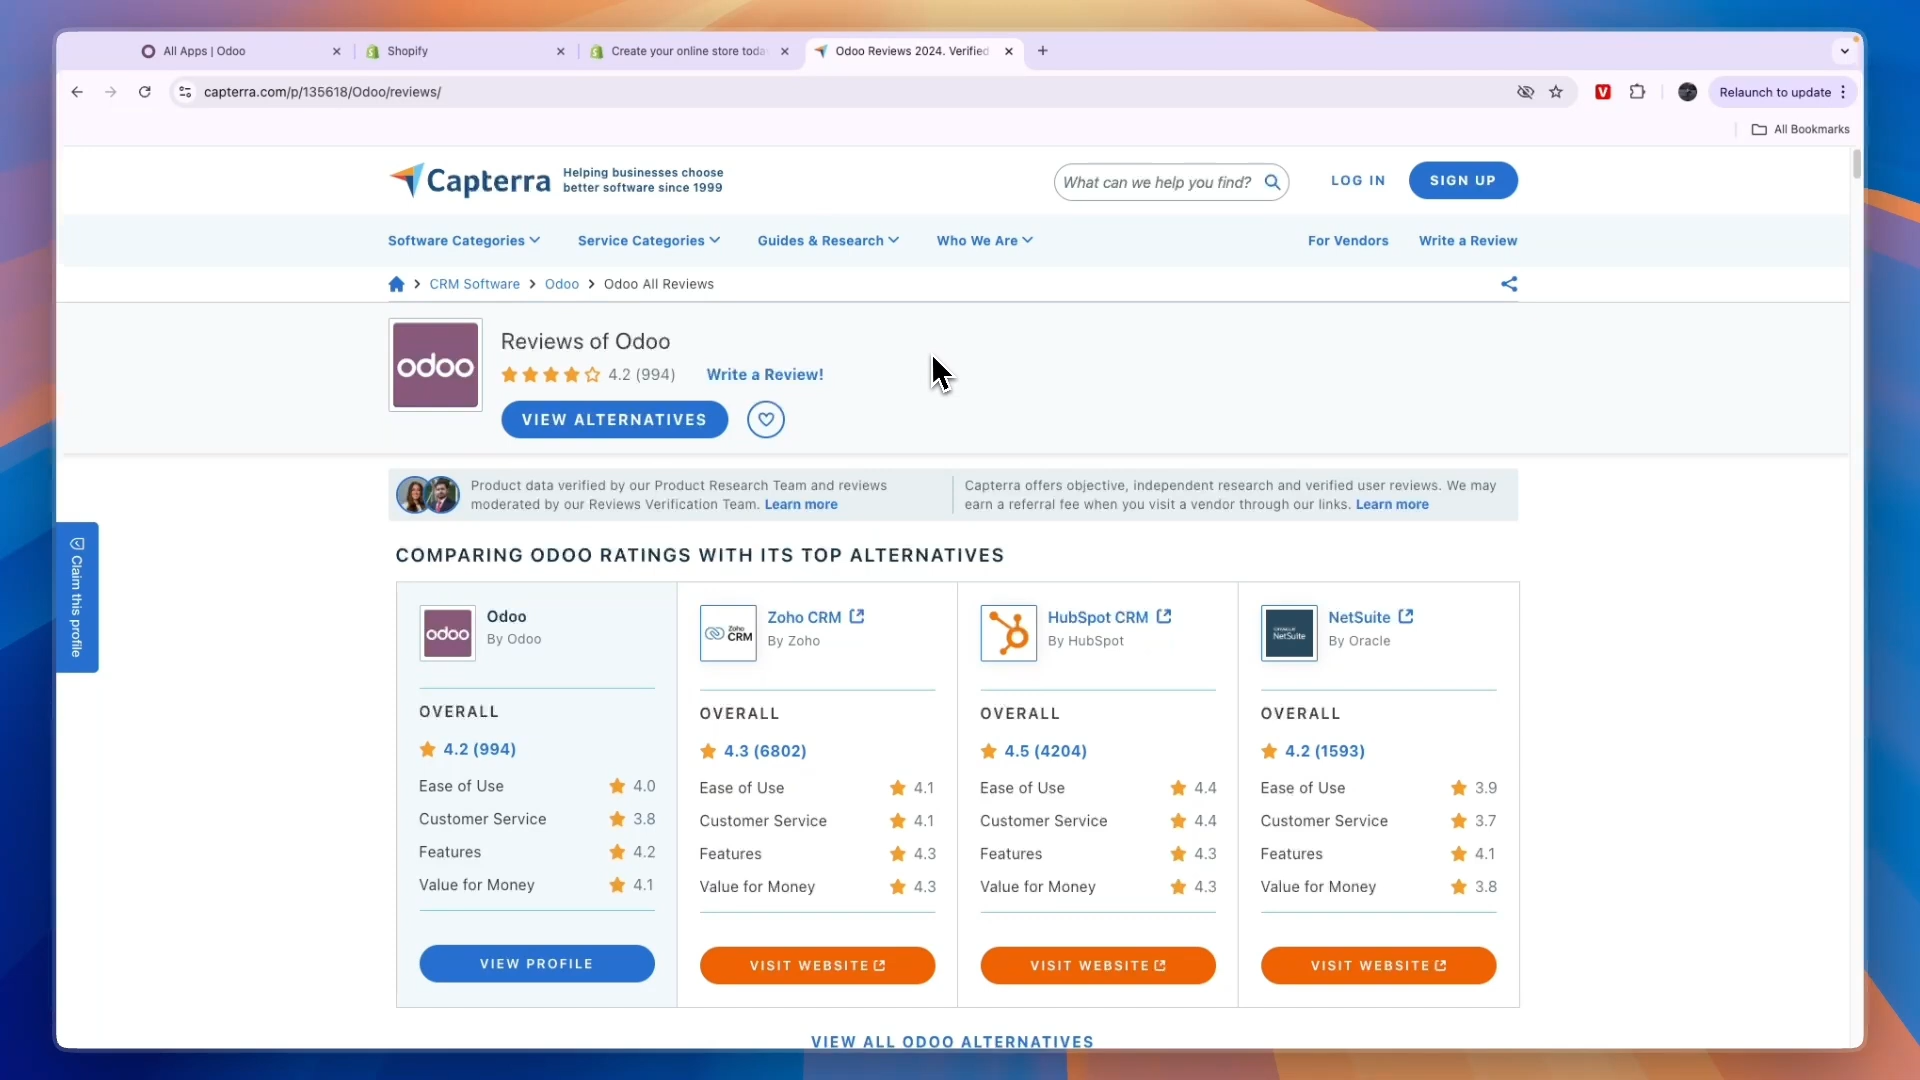 All Apps | Odoo
Shopify
Create your online store toda
Odoo Reviews 2024. Verified
capterra.com/p/135618/Odoo/reviews/
V
Relaunch to update
All Bookmarks
Capterra
Helping businesses choose
better software since 1999
What can we help you find?
LOG IN
SIGN UP
Software Categories
Service Categories
Guides & Research
Who We Are
For Vendors
Write a Review
CRM Software > Odoo > Odoo All Reviews
odoo
Reviews of Odoo
4.2 (994)
Write a Review!
VIEW ALTERNATIVES
Product data verified by our Product Research Team and reviews
moderated by our Reviews Verification Team. Learn more
Capterra offers objective, independent research and verified user reviews. We may
earn a referral fee when you visit a vendor through our links. Learn more
Claim this profile
COMPARING ODOO RATINGS WITH ITS TOP ALTERNATIVES
odoo
Odoo
By Odoo
OVERALL
4.2 (994)
Ease of Use 4.0
Customer Service 3.8
Features 4.2
Value for Money 4.1
VIEW PROFILE
Zoho
CRM
Zoho CRM
By Zoho
OVERALL
4.3 (6802)
Ease of Use 4.1
Customer Service 4.1
Features 4.3
Value for Money 4.3
VISIT WEBSITE
HubSpot CRM
By HubSpot
OVERALL
4.5 (4204)
Ease of Use 4.4
Customer Service 4.4
Features 4.3
Value for Money 4.3
VISIT WEBSITE
ORACLE
NetSuite
NetSuite
By Oracle
OVERALL
4.2 (1593)
Ease of Use 3.9
Customer Service 3.7
Features 4.1
Value for Money 3.8
VISIT WEBSITE
VIEW ALL ODOO ALTERNATIVES